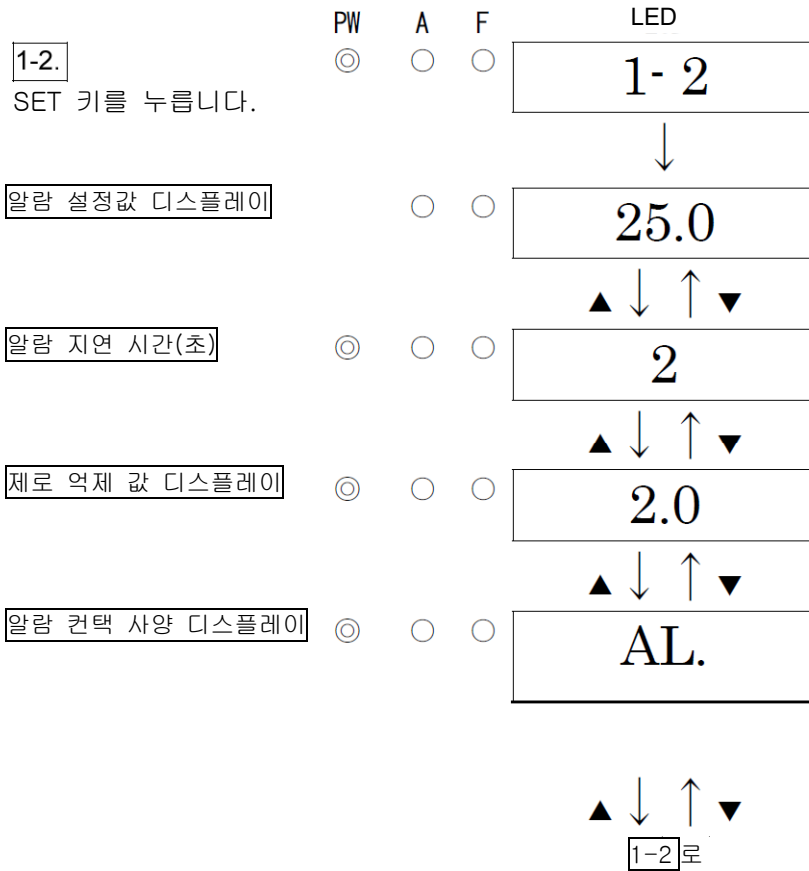 PW A F LED
1-2. ◎ ○ ○ 1- 2
SET 키를 누릅니다.
↓
알람 설정값 디스플레이 ○ ○ 25.0
▲ ↓ ↑ ▼
알람 지연 시간(초) ◎ ○ ○ 2
▲ ↓ ↑ ▼
제로 억제 값 디스플레이 ◎ ○ ○ 2.0
▲ ↓ ↑ ▼
알람 컨택 사양 디스플레이 ◎ ○ ○ AL.
▲ ↓ ↑ ▼
1-2로